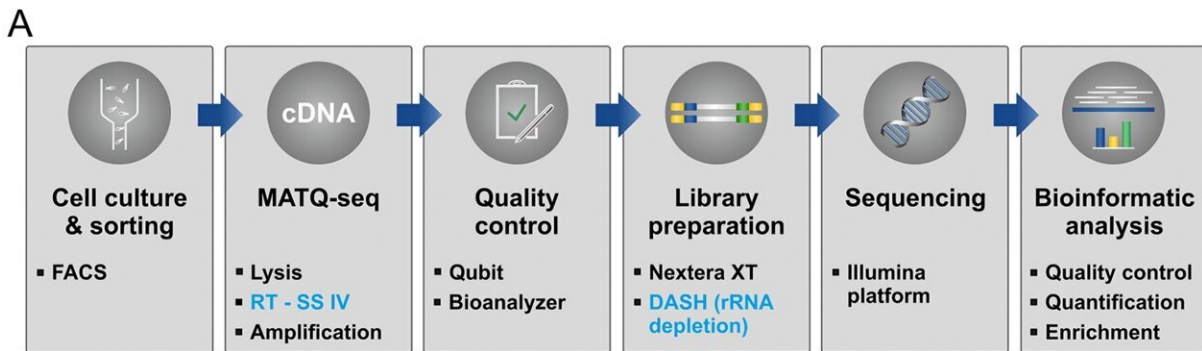 A
cDNA
Cell culture
& sorting
▪ FACS
MATQ-seq
▪ Lysis
▪ RT - SS IV
▪ Amplification
Quality
control
▪ Qubit
▪ Bioanalyzer
Library
preparation
▪ Nextera XT
▪ DASH (rRNA
depletion)
Sequencing
▪ Illumina
platform
Bioinformatic
analysis
▪ Quality control
▪ Quantification
▪ Enrichment